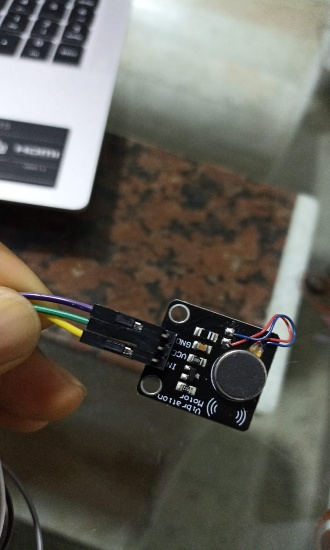 HDMI
GND
VCC
IN
Vibration
Motor